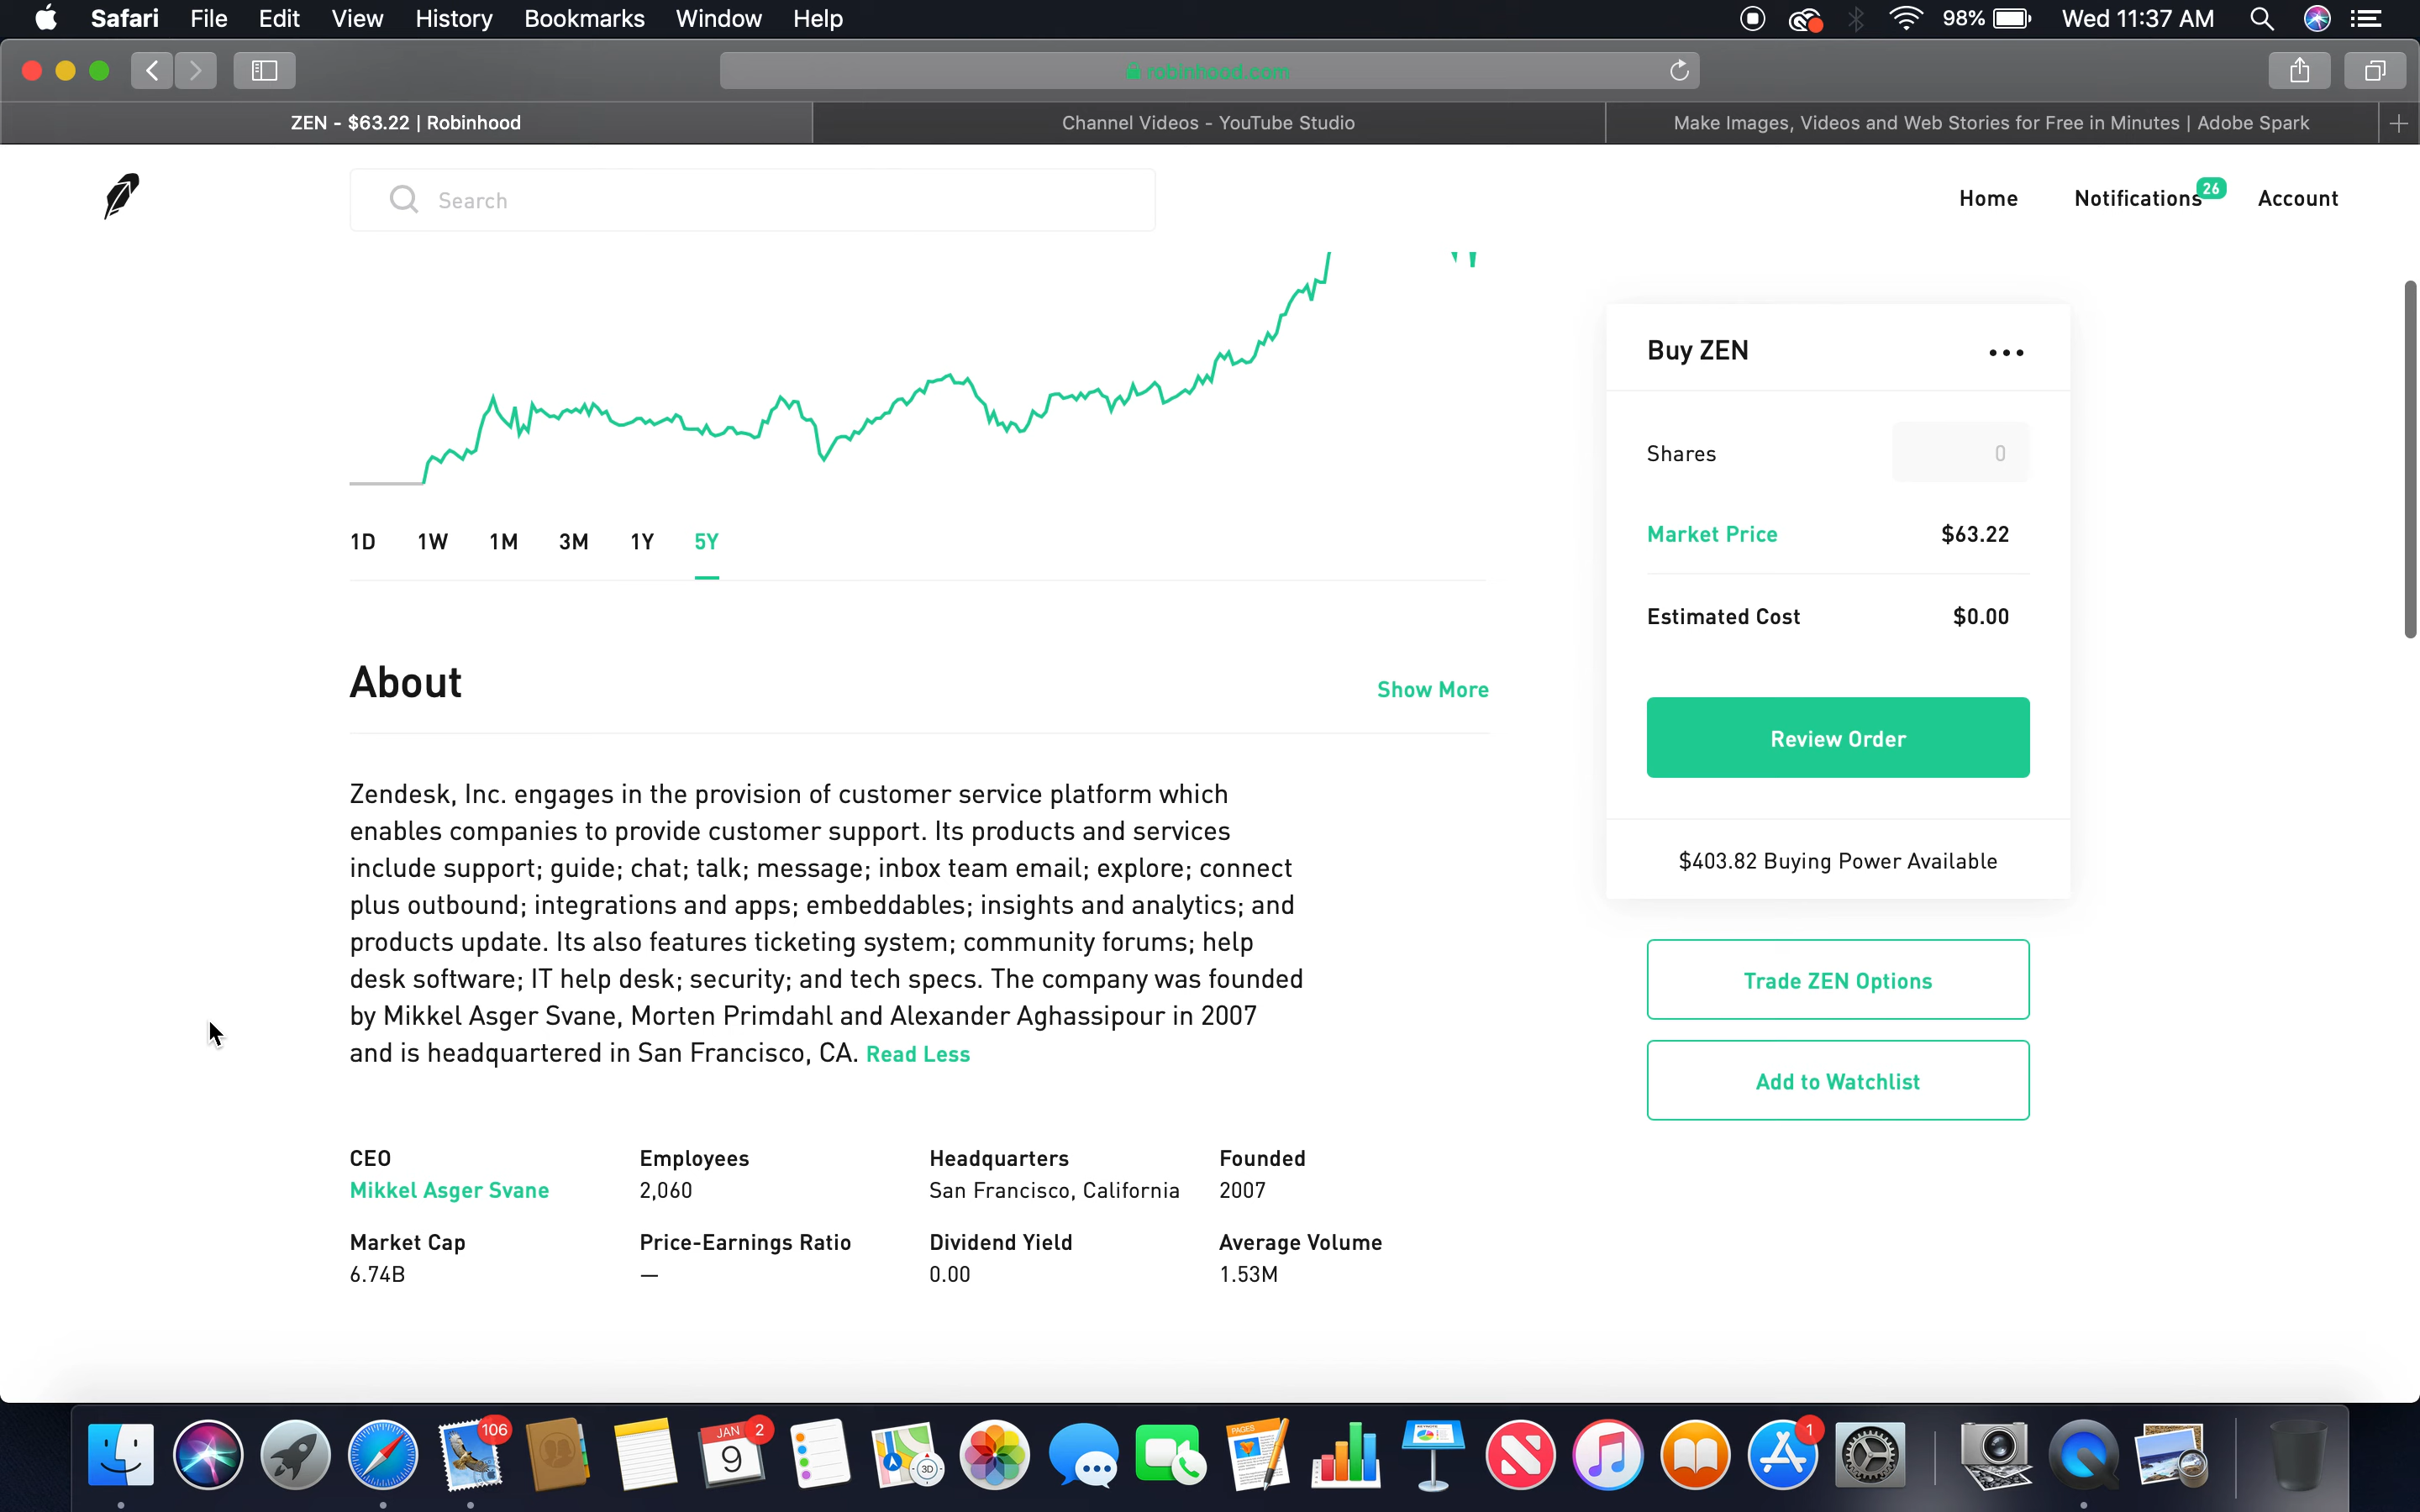 Safari File Edit View History Bookmarks Window Help 98% Wed 11:37 AM
robinhood.com
ZEN - $63.22 | Robinhood
Channel Videos - YouTube Studio
Make Images, Videos and Web Stories for Free in Minutes | Adobe Spark
Search
Home Notifications 26 Account
1D 1W 1M 3M 1Y 5Y
About
Show More
Zendesk, Inc. engages in the provision of customer service platform which
enables companies to provide customer support. Its products and services
include support; guide; chat; talk; message; inbox team email; explore; connect
plus outbound; integrations and apps; embeddables; insights and analytics; and
products update. Its also features ticketing system; community forums; help
desk software; IT help desk; security; and tech specs. The company was founded
by Mikkel Asger Svane, Morten Primdahl and Alexander Aghassipour in 2007
and is headquartered in San Francisco, CA. Read Less
CEO Employees Headquarters Founded
Mikkel Asger Svane 2,060 San Francisco, California 2007
Market Cap Price-Earnings Ratio Dividend Yield Average Volume
6.74B — 0.00 1.53M
Buy ZEN
Shares 0
Market Price $63.22
Estimated Cost $0.00
Review Order
$403.82 Buying Power Available
Trade ZEN Options
Add to Watchlist
106
JAN 2
9
3D
PAGES
1